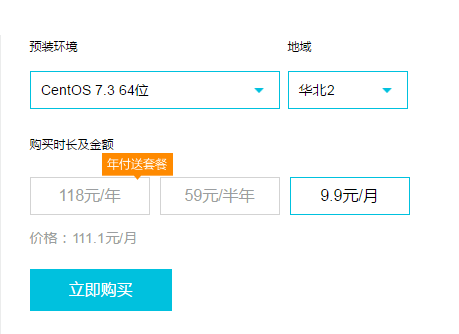 预装环境 地域
CentOS 7.3 64位 华北2
购买时长及金额
年付送套餐
118元/年 59元/半年 9.9元/月
价格：111.1元/月
立即购买